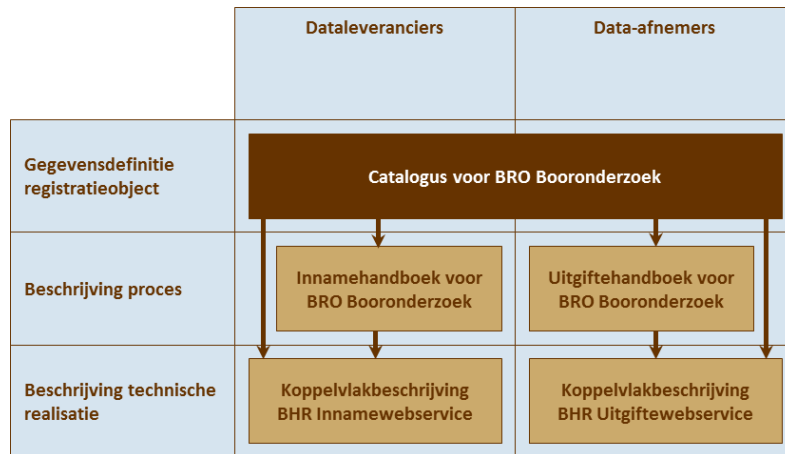 Dataleveranciers
Data-afnemers
Gegevensdefinitie
registratieobject
Catalogus voor BRO Booronderzoek
Beschrijving proces
Innamehandboek voor
BRO Booronderzoek
Uitgiftehandboek voor
BRO Booronderzoek
Beschrijving technische
realisatie
Koppelvlakbeschrijving
BHR Innamewebservice
Koppelvlakbeschrijving
BHR Uitgiftewebservice